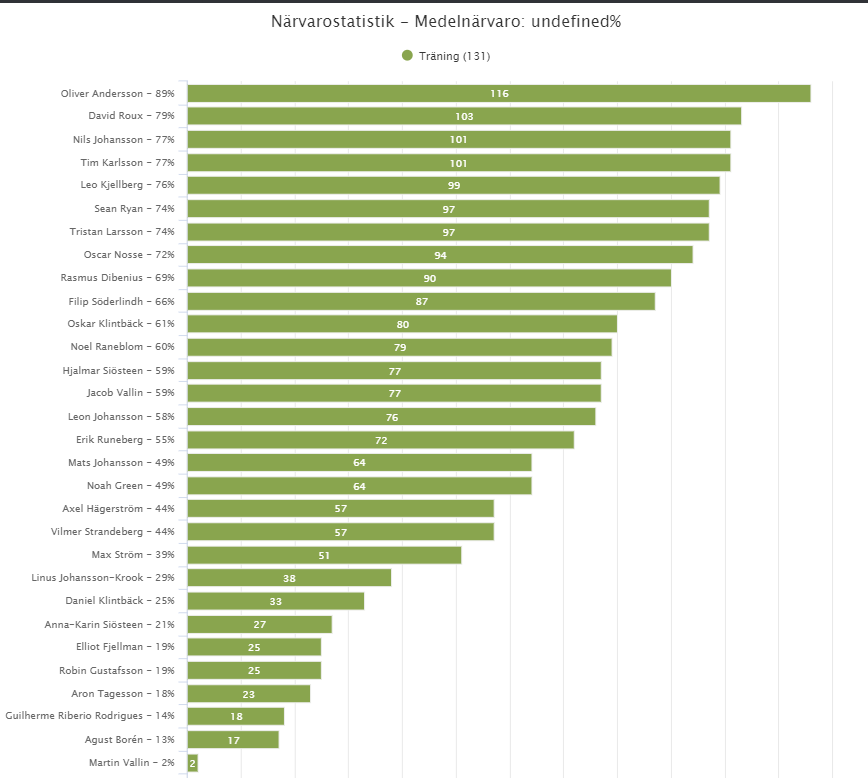 Närvarostatistik - Medelnärvaro: undefined%
Träning (131)
Oliver Andersson - 89% 116
David Roux - 79% 103
Nils Johansson - 77% 101
Tim Karlsson - 77% 101
Leo Kjellberg - 76% 99
Sean Ryan - 74% 97
Tristan Larsson - 74% 97
Oscar Nosse - 72% 94
Rasmus Dibenius - 69% 90
Filip Söderlindh - 66% 87
Oskar Klintbäck - 61% 80
Noel Raneblom - 60% 79
Hjalmar Siösteen - 59% 77
Jacob Vallin - 59% 77
Leon Johansson - 58% 76
Erik Runeberg - 55% 72
Mats Johansson - 49% 64
Noah Green - 49% 64
Axel Hägerström - 44% 57
Vilmer Strandeberg - 44% 57
Max Ström - 39% 51
Linus Johansson-Krook - 29% 38
Daniel Klintbäck - 25% 33
Anna-Karin Siösteen - 21% 27
Elliot Fjellman - 19% 25
Robin Gustafsson - 19% 25
Aron Tagesson - 18% 23
Guilherme Riberio Rodrigues - 14% 18
Agust Borén - 13% 17
Martin Vallin - 2% 2